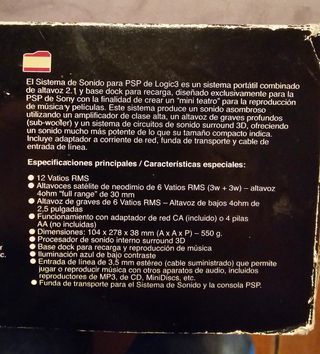 El Sistema de Sonido para PSP de Logic3 es un sistema portátil combinado
de altavoz 2.1 y base dock para recarga, diseñado exclusivamente para la
PSP de Sony con la finalidad de crear un "mini teatro" para la reproducción
de música y películas. Este sistema produce un sonido asombroso
utilizando un amplificador de clase alta, un altavoz de graves profundos
(sub-woofer) y un sistema de circuitos de sonido surround 3D, ofreciendo
un sonido mucho más potente de lo que su tamaño compacto indica.
Incluye adaptador a corriente de red, funda de transporte y cable de
entrada de línea.
Especificaciones principales / Características especiales:
● 12 Vatios RMS
● Altavoces satélite de neodimio de 6 Vatios RMS (3w + 3w) – altavoz
4ohm "full range" de 30 mm
● Altavoz de graves de 6 Vatios RMS – Altavoz de bajos 4ohm de
2,5 pulgadas
● Funcionamiento con adaptador de red CA (incluido) o 4 pilas
AA (no incluidas)
● Dimensiones: 104 x 278 x 38 mm (A x A x P) – 550 g.
● Procesador de sonido interno surround 3D
● Base dock para recarga y reproducción de música
● Iluminación azul de bajo contraste
● Entrada de línea de 3,5 mm estéreo (cable suministrado) que permite
jugar o reproducir música con otros aparatos de audio, incluidos
reproductores de MP3, de CD, MiniDiscs, etc.
● Funda de transporte para el Sistema de Sonido y la consola PSP.